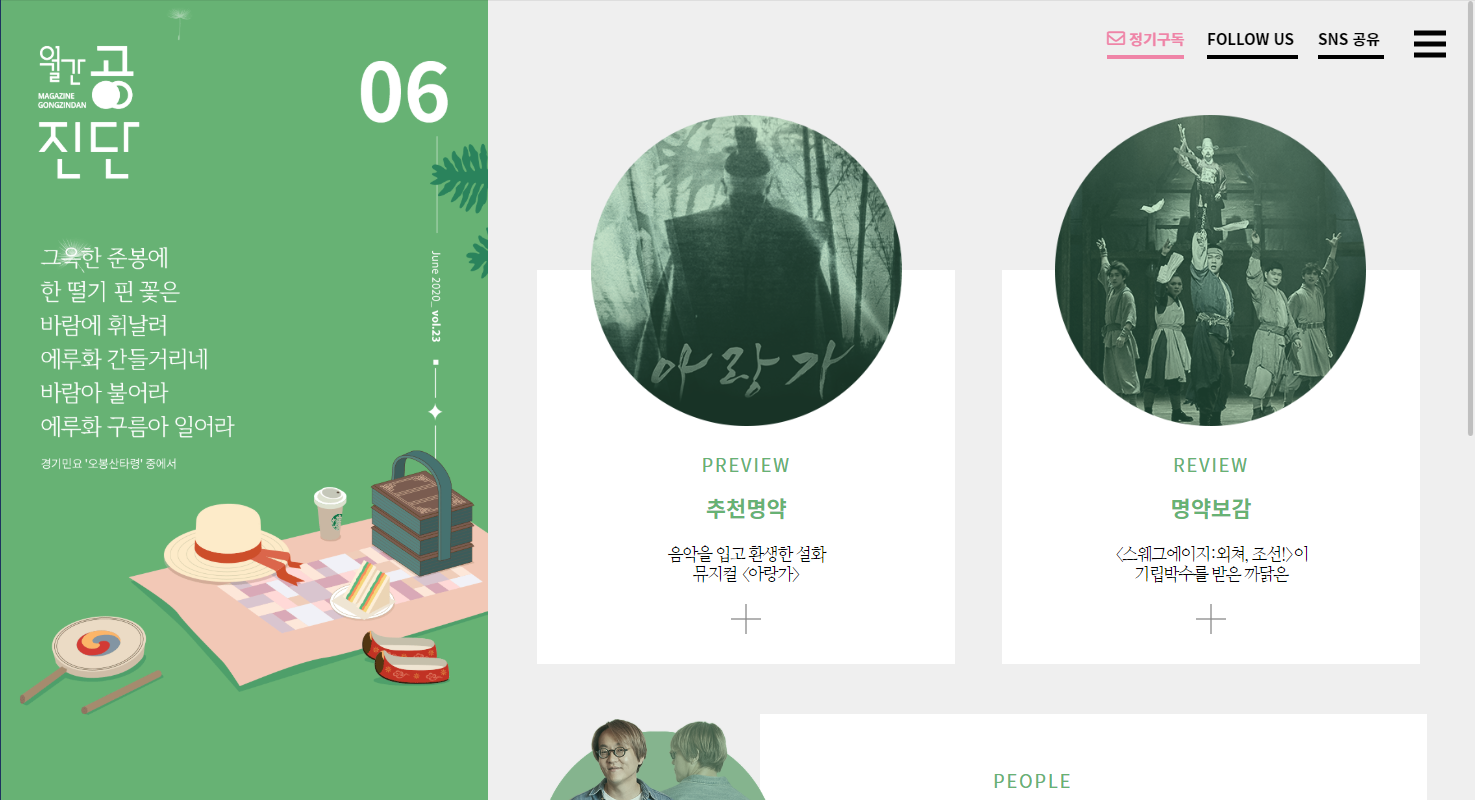 월간 공
MAGAZINE
GONGZINDAN
진단
06
June 2020_ vol.23
그윽한 준봉에
한 떨기 핀 꽃은
바람에 휘날려
에루화 간들거리네
바람아 불어라
에루화 구름아 일어라
경기민요 '오봉산타령' 중에서
정기구독
FOLLOW US
SNS 공유
아랑가
PREVIEW
추천명약
음악을 입고 환생한 설화
뮤지컬 〈아랑가〉
REVIEW
명약보감
〈스웨그에이지:외쳐, 조선!〉이
기립박수를 받은 까닭은
PEOPLE